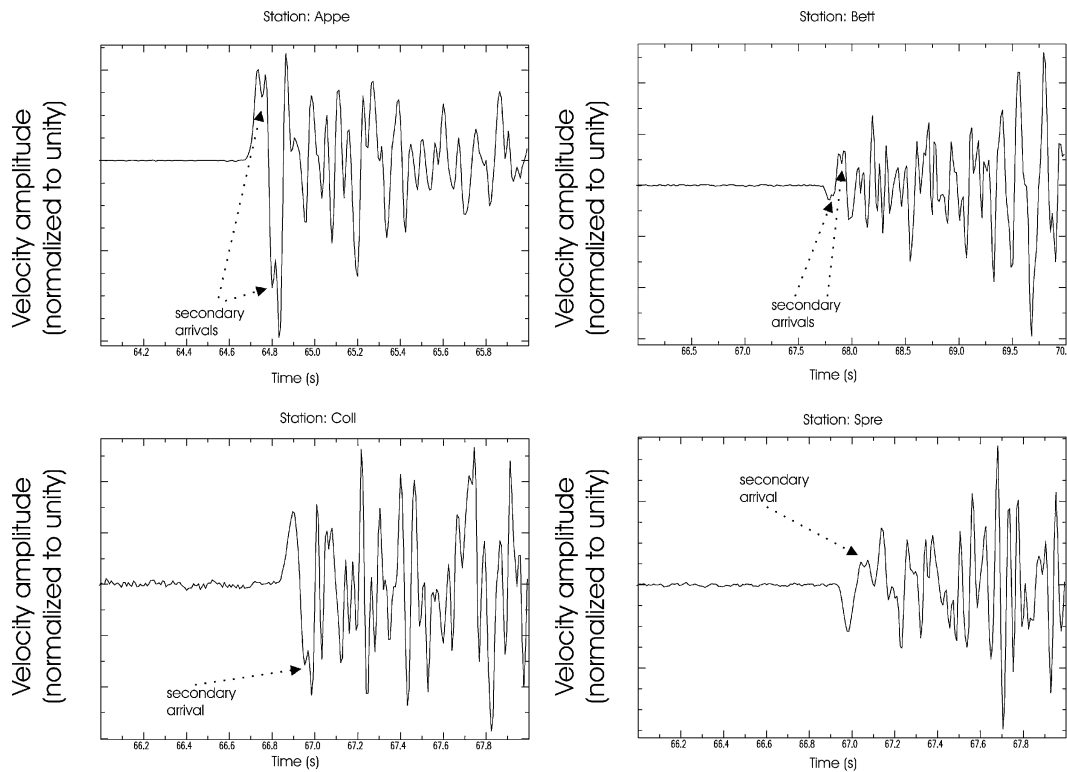 Station: Appe
Velocity amplitude
(normalized to unity)
secondary
arrivals
64.2 64.4 64.6 64.8 65.0 65.2 65.4 65.6 65.8
Time (s)
Station: Bett
Velocity amplitude
(normalized to unity)
secondary
arrivals
66.5 67.0 67.5 68.0 68.5 69.0 69.5 70.
Time (s)
Station: Coll
Velocity amplitude
(normalized to unity)
secondary
arrival
66.2 66.4 66.6 66.8 67.0 67.2 67.4 67.6 67.8
Time (s)
Station: Spre
Velocity amplitude
(normalized to unity)
secondary
arrival
66.2 66.4 66.6 66.8 67.0 67.2 67.4 67.6 67.8
Time (s)